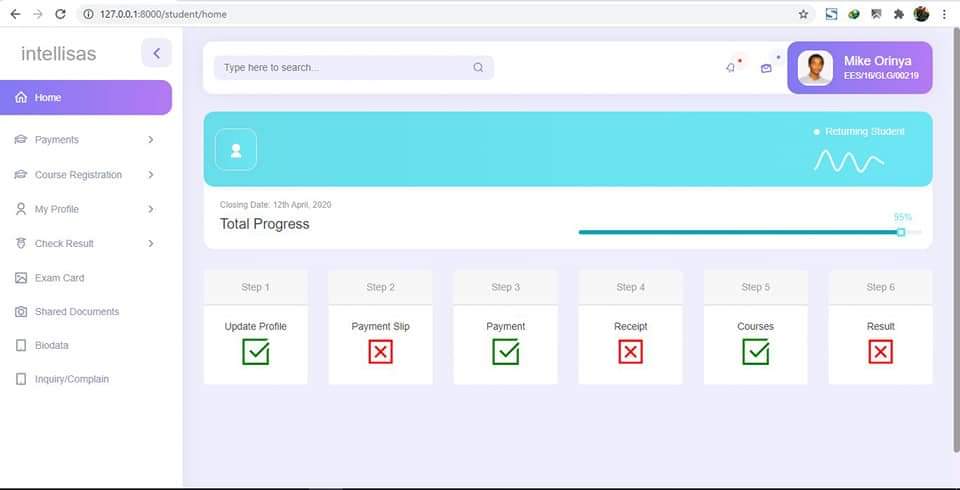 127.0.0.1:8000/student/home
intellisas
Type here to search...
Mike Orinya
EES/16/GLG/00219
Home
Payments
Course Registration
My Profile
Check Result
Exam Card
Shared Documents
Biodata
Inquiry/Complain
Returning Student
Closing Date: 12th April, 2020
Total Progress
95%
Step 1
Step 2
Step 3
Step 4
Step 5
Step 6
Update Profile
Payment Slip
Payment
Receipt
Courses
Result